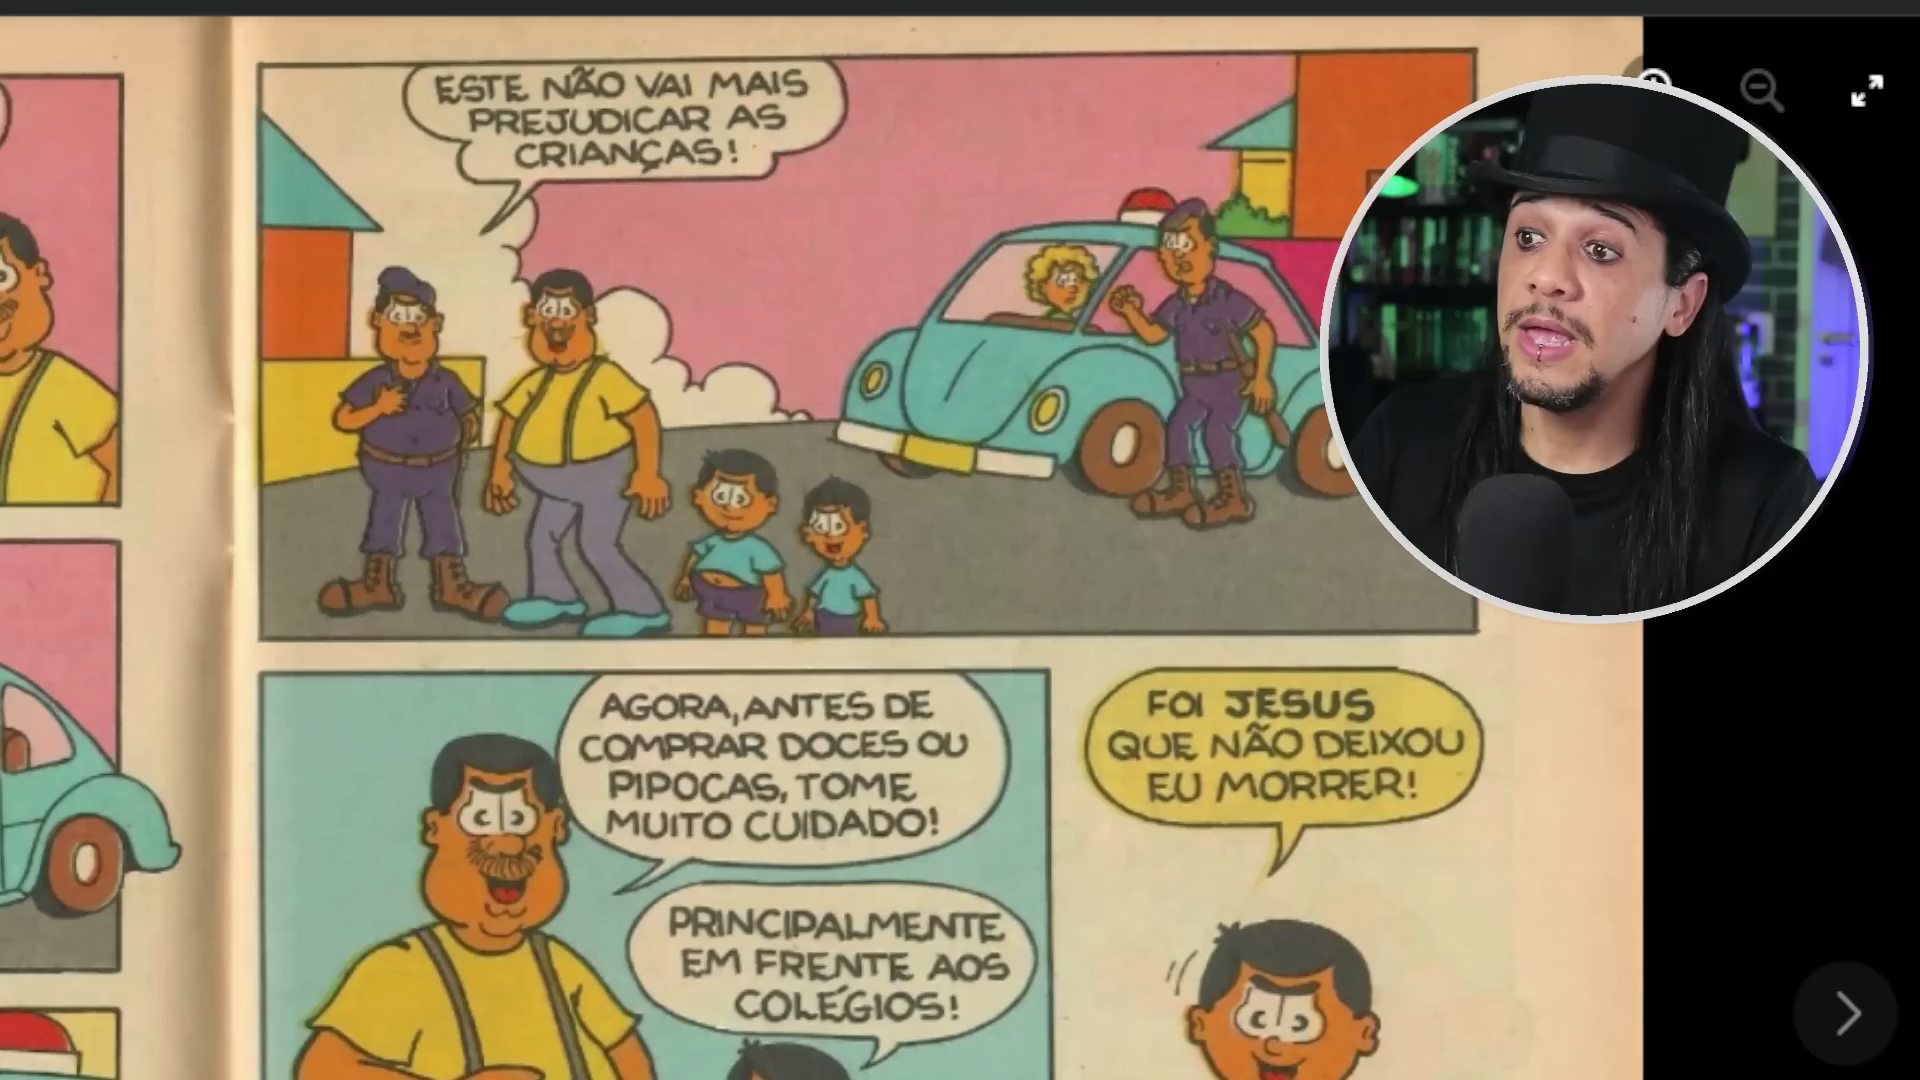 ESTE NÃO VAI MAIS
PREJUDICAR AS
CRIANÇAS!
AGORA, ANTES DE
COMPRAR DOCES OU
PIPOCAS, TOME
MUITO CUIDADO!
PRINCIPALMENTE
EM FRENTE AOS
COLÉGIOS!
FOI JESUS
QUE NÃO DEIXOU
EU MORRER!